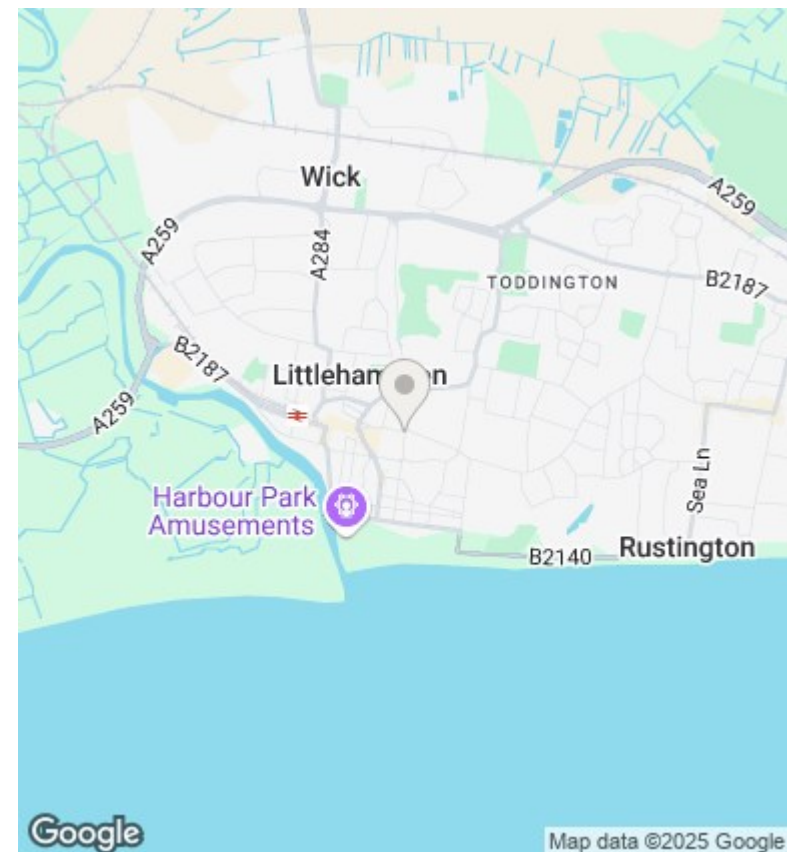 Wick
A259
A259
A284
TODDINGTON
B2187
B2187
Littleham
n
A259
Sea Ln
Harbour Park
Amusements
B2140
Rustington
Google
Map data ©2025 Google